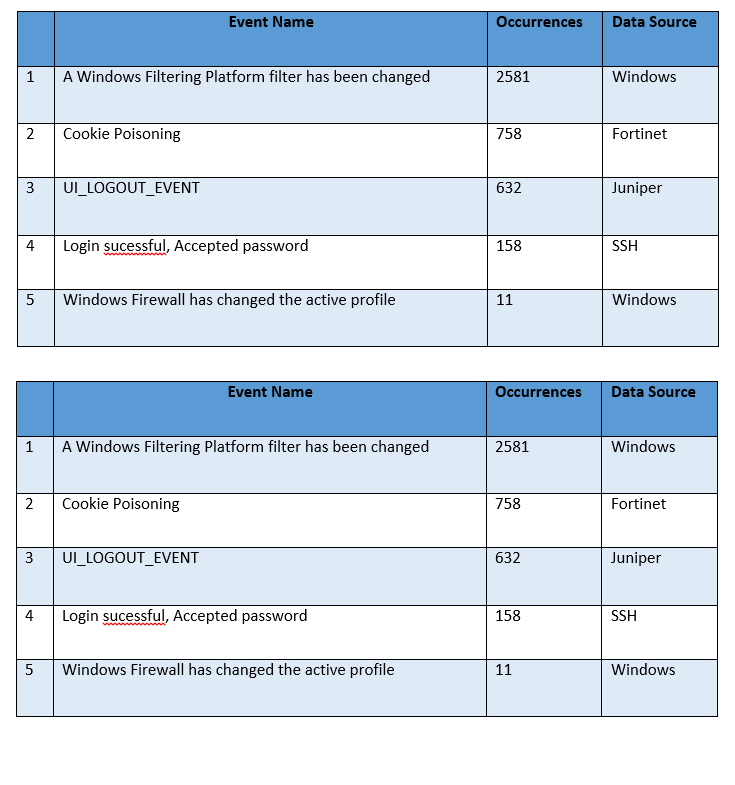 Event Name Occurrences Data Source
1 A Windows Filtering Platform filter has been changed 2581 Windows
2 Cookie Poisoning 758 Fortinet
3 UI_LOGOUT_EVENT 632 Juniper
4 Login sucessful, Accepted password 158 SSH
5 Windows Firewall has changed the active profile 11 Windows
Event Name Occurrences Data Source
1 A Windows Filtering Platform filter has been changed 2581 Windows
2 Cookie Poisoning 758 Fortinet
3 UI_LOGOUT_EVENT 632 Juniper
4 Login sucessful, Accepted password 158 SSH
5 Windows Firewall has changed the active profile 11 Windows